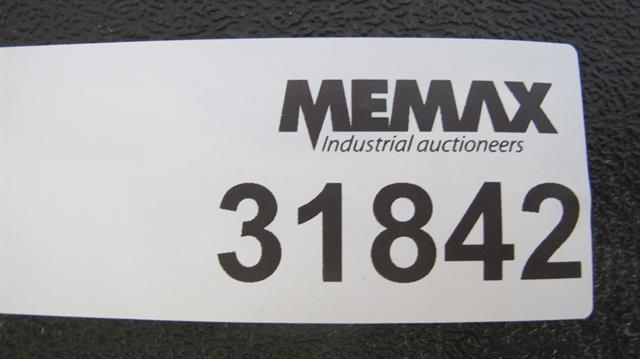 MEMAX
Industrial auctioneers
31842